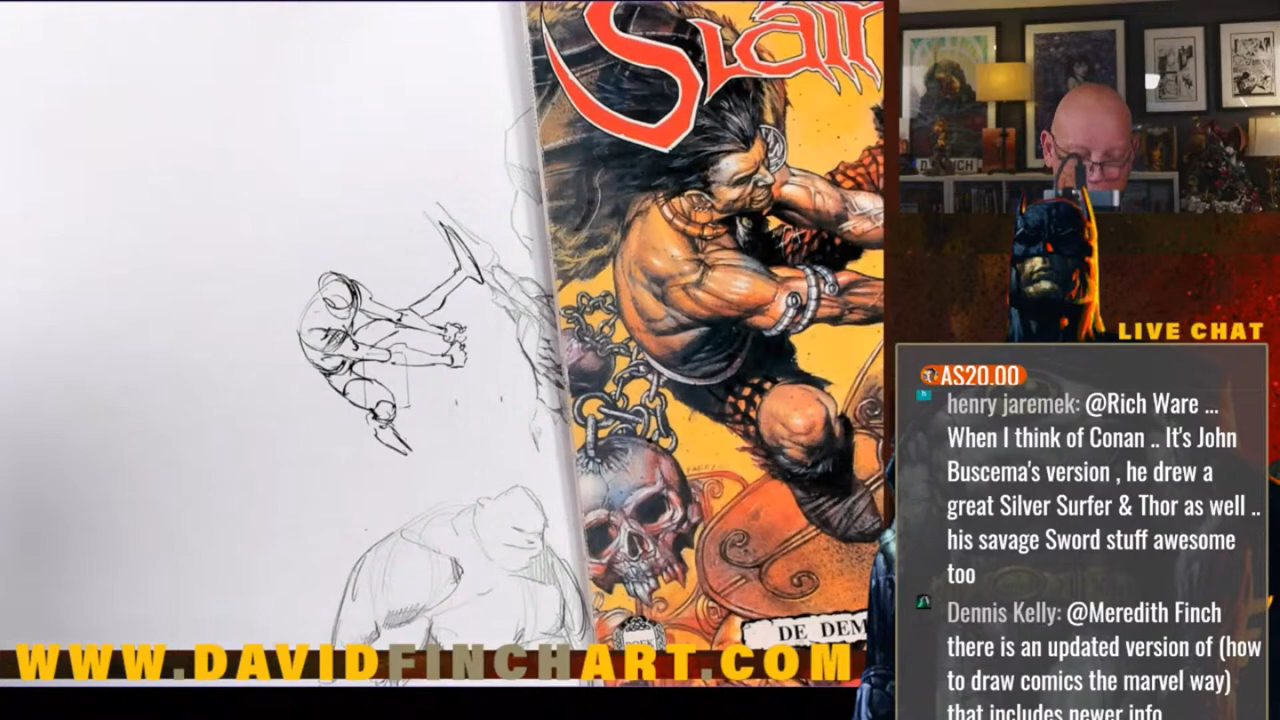 Slái
DE DEM
WWW.DAVIDFINCHART.COM
D. FINCH
LIVE CHAT
A$20.00
henry jaremek: @Rich Ware ...
When I think of Conan .. It's John
Buscema's version , he drew a
great Silver Surfer & Thor as well ..
his savage Sword stuff awesome
too
Dennis Kelly: @Meredith Finch
there is an updated version of (how
to draw comics the marvel way)
that includes newer info